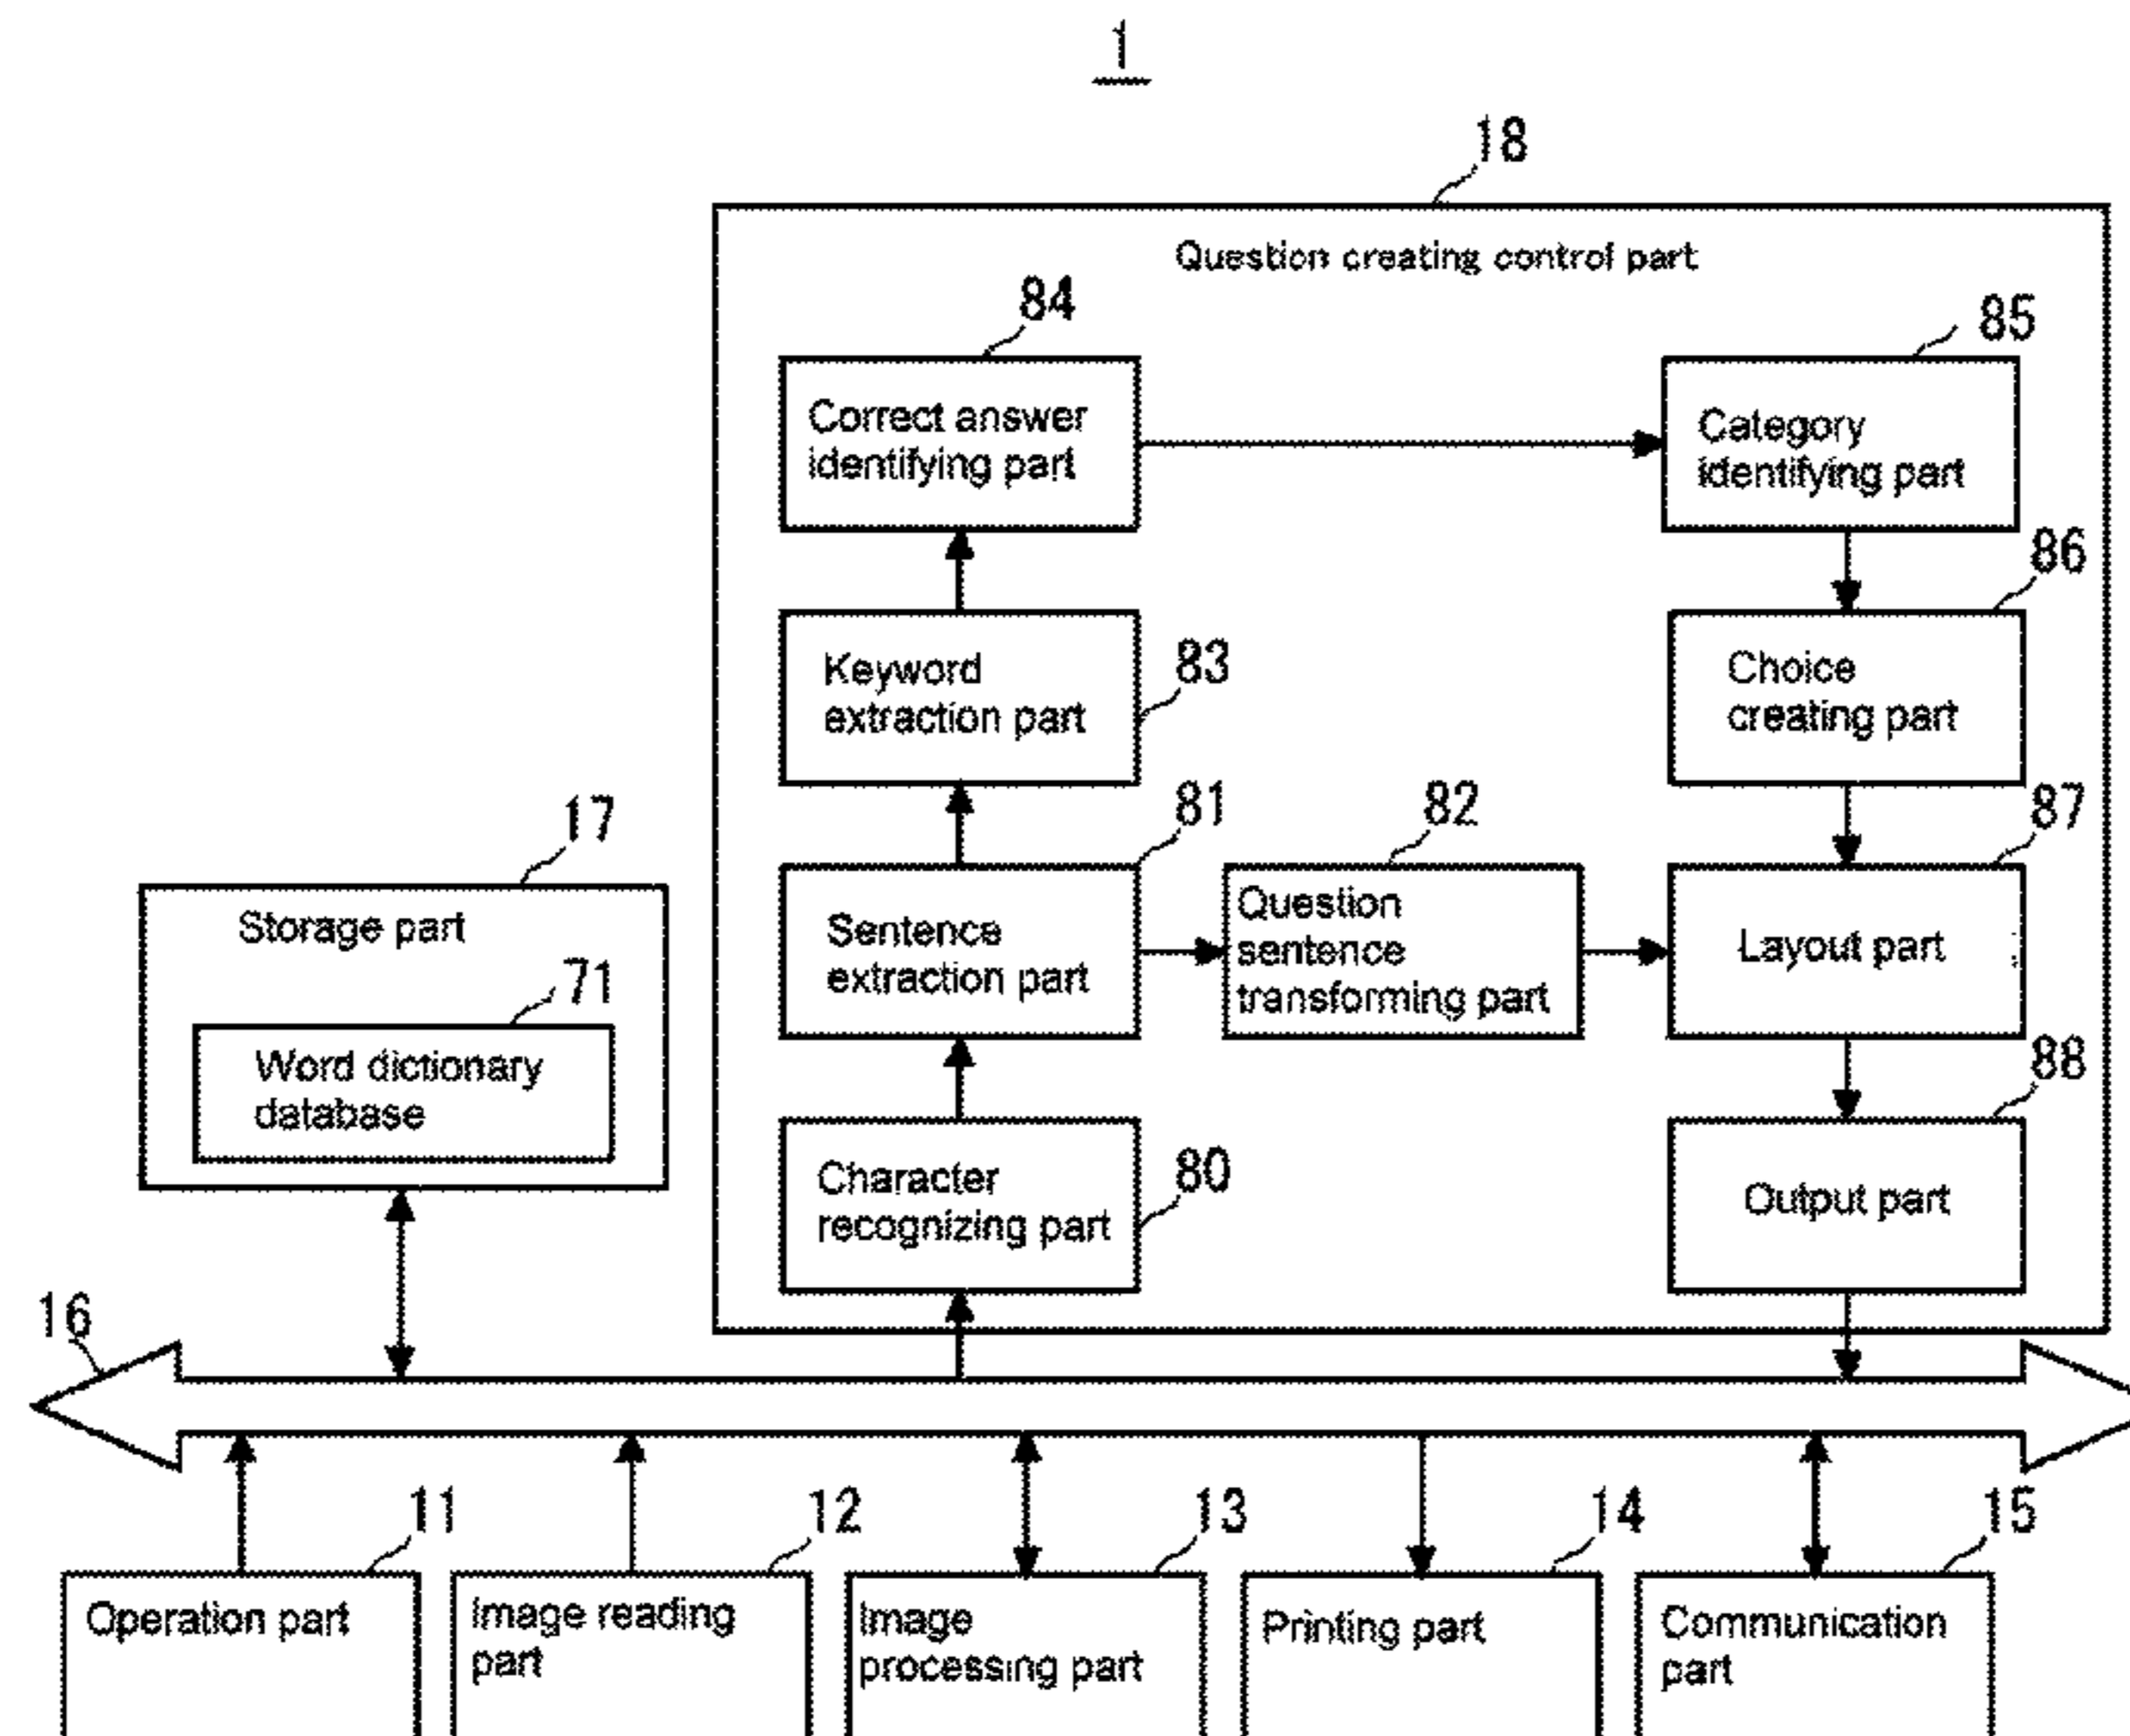 1
18
Question creating control part
84
85
Correct answer
identifying part
Category
identifying part
86
Keyword
extraction part
83
Choice
creating part
17
81
82
87
Storage part
Sentence
extraction part
Question
sentence
transforming part
Layout part
71
Word dictionary
database
88
Character
recognizing part
80
Output part
16
11
12
13
14
15
Operation part
Image reading
part
Image
processing part
Printing part
Communication
part